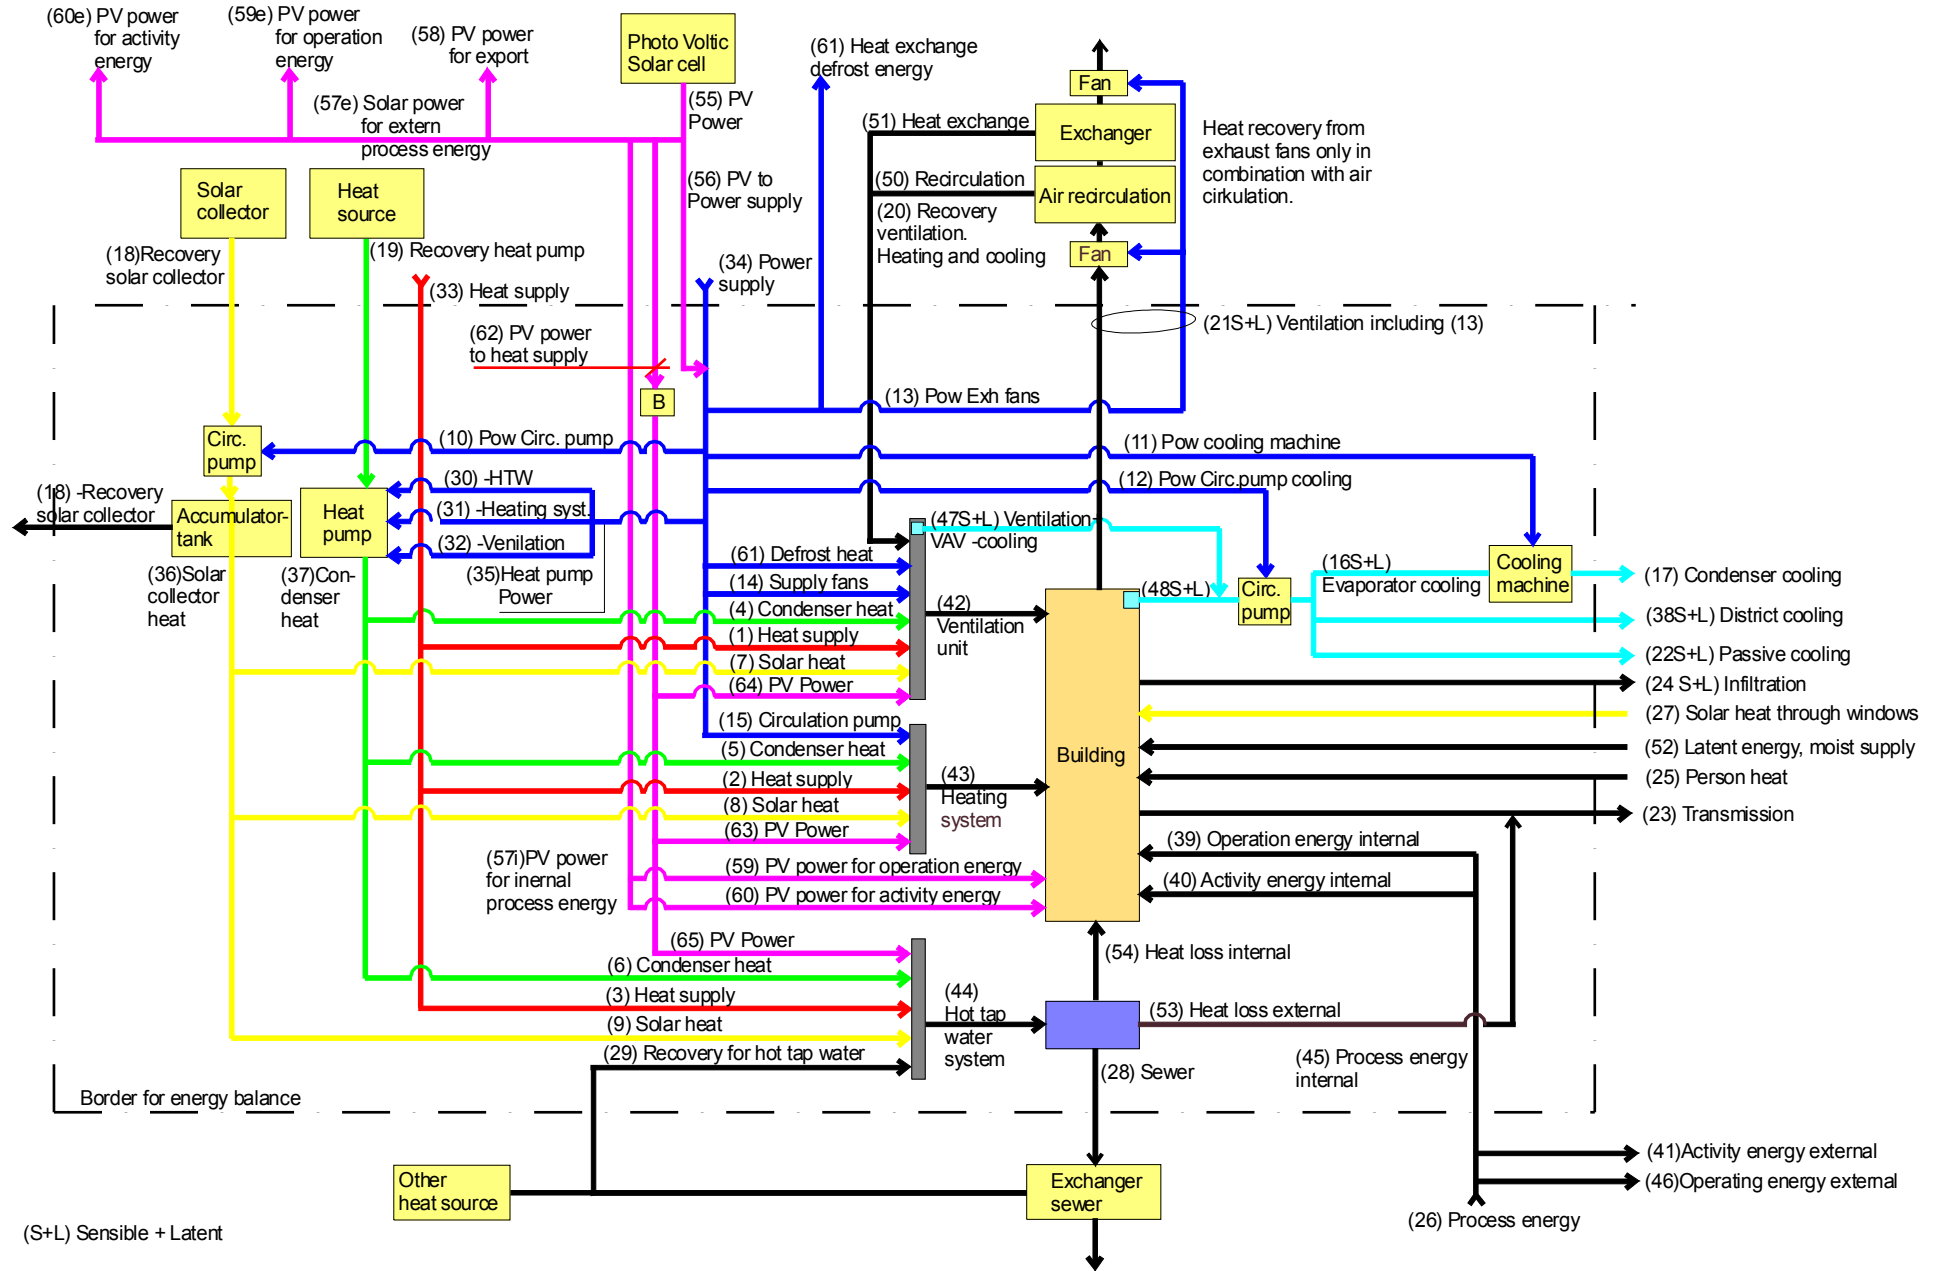 (60e) PV power
for activity
energy
(59e) PV power
for operation
energy
(58) PV power
for export
Photo Voltic
Solar cell
(61) Heat exchange
defrost energy
Fan
(57e) Solar power
for extern
process energy
(55) PV
Power
(51) Heat exchange
Exchanger
Heat recovery from
exhaust fans only in
combination with air
cirkulation.
Solar
collector
Heat
source
(56) PV to
Power supply
(50) Recirculation
Air recirculation
(20) Recovery
ventilation.
Heating and cooling
Fan
(18)Recovery
solar collector
(19) Recovery heat pump
(33) Heat supply
(34) Power
supply
(62) PV power
to heat supply
(21S+L) Ventilation including (13)
B
(13) Pow Exh fans
Circ.
pump
(10) Pow Circ. pump
(11) Pow cooling machine
(12) Pow Circ.pump cooling
(18) -Recovery
solar collector
Accumulator-
tank
Heat
pump
(30) -HTW
(31) -Heating syst.
(32) -Venilation
(35)Heat pump
Power
(47S+L) Ventilation-
VAV -cooling
(36)Solar
collector
heat
(37)Con-
denser
heat
(61) Defrost heat
(14) Supply fans
(4) Condenser heat
(1) Heat supply
(7) Solar heat
(64) PV Power
(42)
Ventilation
unit
(48S+L)
Circ.
pump
(16S+L)
Evaporator cooling
Cooling
machine
(17) Condenser cooling
(38S+L) District cooling
(22S+L) Passive cooling
(24 S+L) Infiltration
(27) Solar heat through windows
(52) Latent energy, moist supply
(25) Person heat
(23) Transmission
(15) Circulation pump
(5) Condenser heat
(2) Heat supply
(8) Solar heat
(63) PV Power
(43)
Heating
system
Building
(57i)PV power
for inernal
process energy
(59) PV power for operation energy
(60) PV power for activity energy
(39) Operation energy internal
(40) Activity energy internal
(65) PV Power
(6) Condenser heat
(3) Heat supply
(9) Solar heat
(29) Recovery for hot tap water
(44)
Hot tap
water
system
(54) Heat loss internal
(53) Heat loss external
(28) Sewer
(45) Process energy
internal
Border for energy balance
Other
heat source
Exchanger
sewer
(41)Activity energy external
(46)Operating energy external
(26) Process energy
(S+L) Sensible + Latent